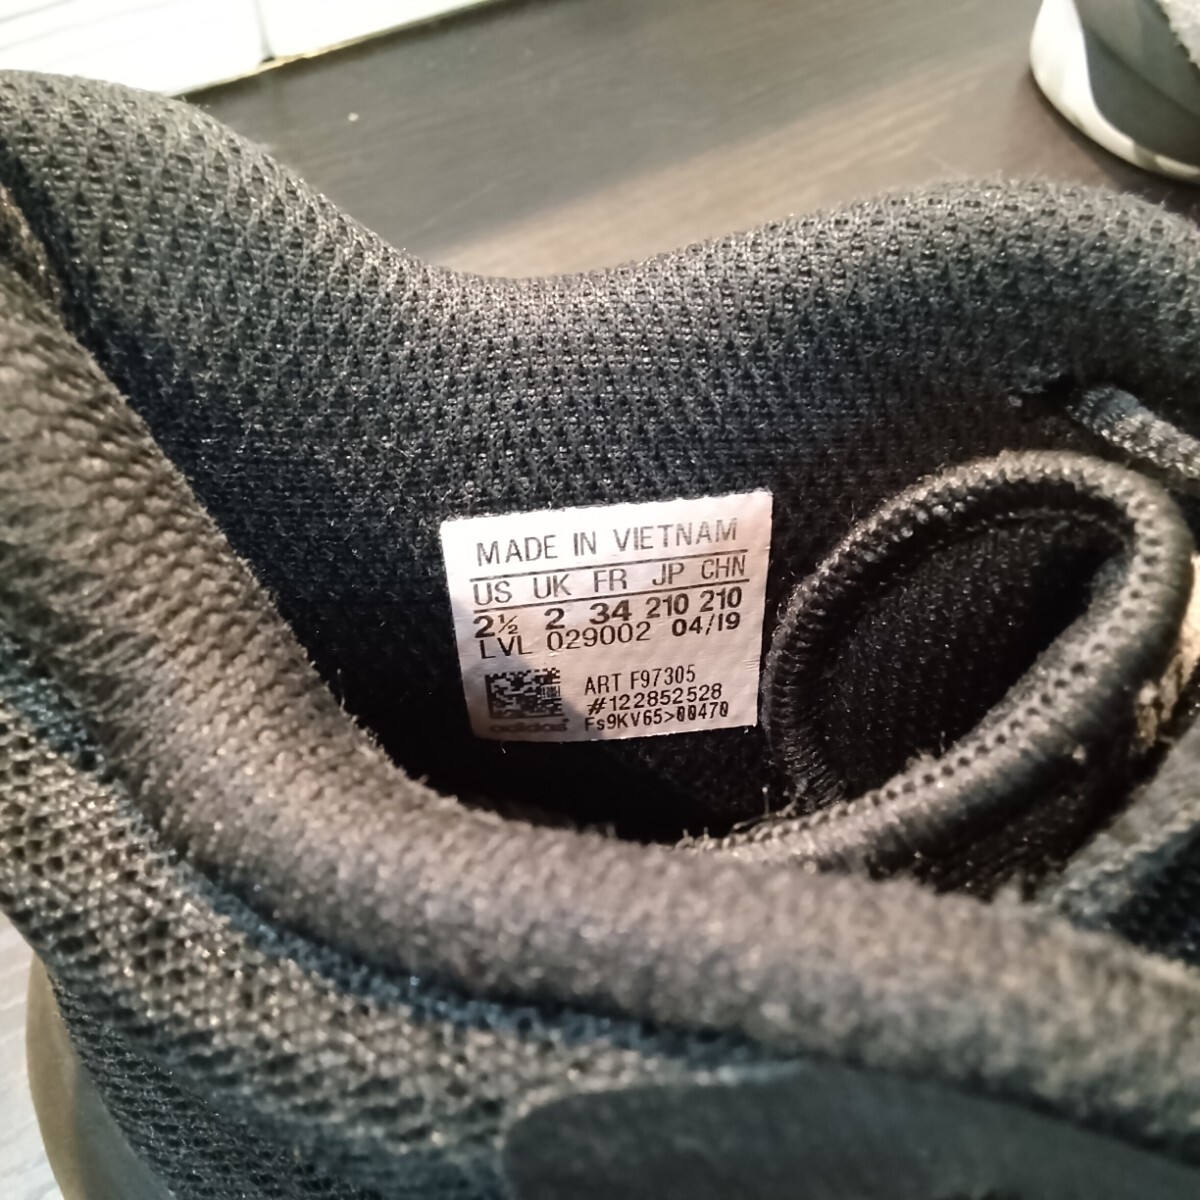 MADE IN VIETNAM
US UK FR JP CHN
2½ 2 34 210 210
LVL 029002 04/19
ART F97305
#122852528
Fs9KV65>00470
adidas